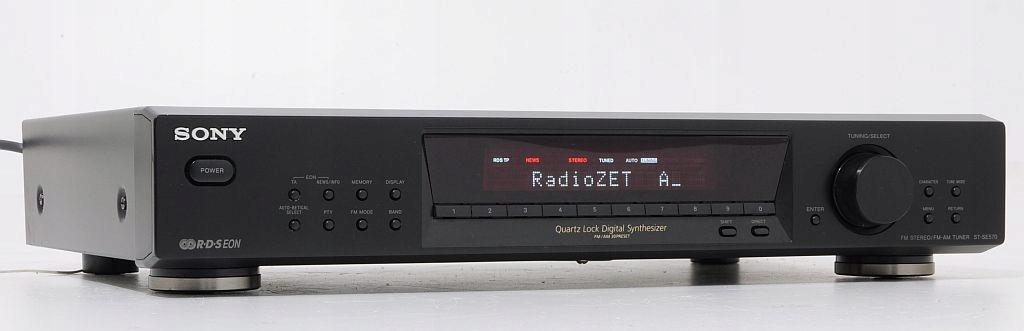 SONY
POWER
EON
TA NEWS/INFO MEMORY DISPLAY
AUTO-BETICAL
SELECT PTY FM MODE BAND
R·D·S EON
RDS TP NEWS STEREO TUNED AUTO TUNING
RadioZET A_
1 2 3 4 5 6 7 8 9 0
Quartz Lock Digital Synthesizer
FM/AM 30 PRESET
SHIFT DIRECT
TUNING/SELECT
ENTER
CHARACTER TUNE MODE
MENU RETURN
FM STEREO/FM-AM TUNER ST-SE570